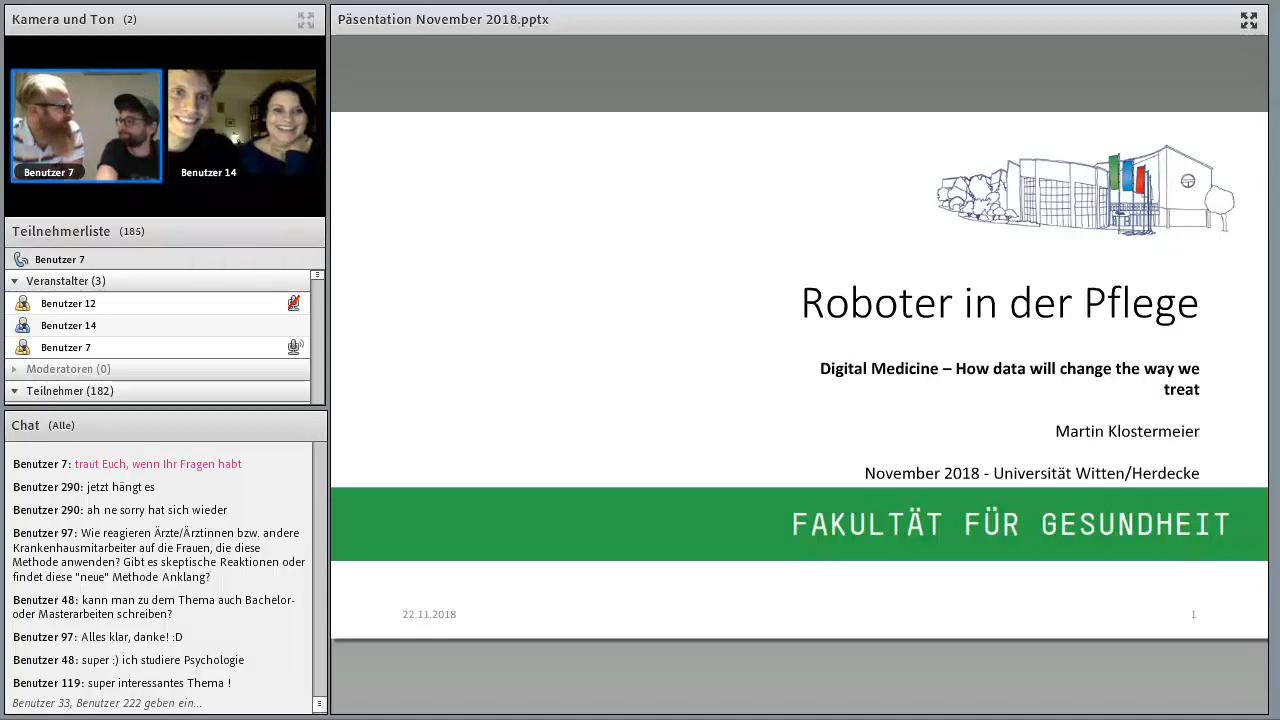 Kamera und Ton (2)
Benutzer 7
Benutzer 14
Teilnehmerliste (185)
Benutzer 7
Veranstalter (3)
Benutzer 12
Benutzer 14
Benutzer 7
Moderatoren (0)
Teilnehmer (182)
Chat (Alle)
Benutzer 7: traut Euch, wenn Ihr Fragen habt
Benutzer 290: jetzt hängt es
Benutzer 290: ah ne sorry hat sich wieder
Benutzer 97: Wie reagieren Ärzte/Ärztinnen bzw. andere
Krankenhausmitarbeiter auf die Frauen, die diese
Methode anwenden? Gibt es skeptische Reaktionen oder
findet diese "neue" Methode Anklang?
Benutzer 48: kann man zu dem Thema auch Bachelor-
oder Masterarbeiten schreiben?
Benutzer 97: Alles klar, danke! :D
Benutzer 48: super :) ich studiere Psychologie
Benutzer 119: super interessantes Thema !
Benutzer 33, Benutzer 222 geben ein...
Päsentation November 2018.pptx
Roboter in der Pflege
Digital Medicine – How data will change the way we
treat
Martin Klostermeier
November 2018 - Universität Witten/Herdecke
FAKULTÄT FÜR GESUNDHEIT
22.11.2018
1